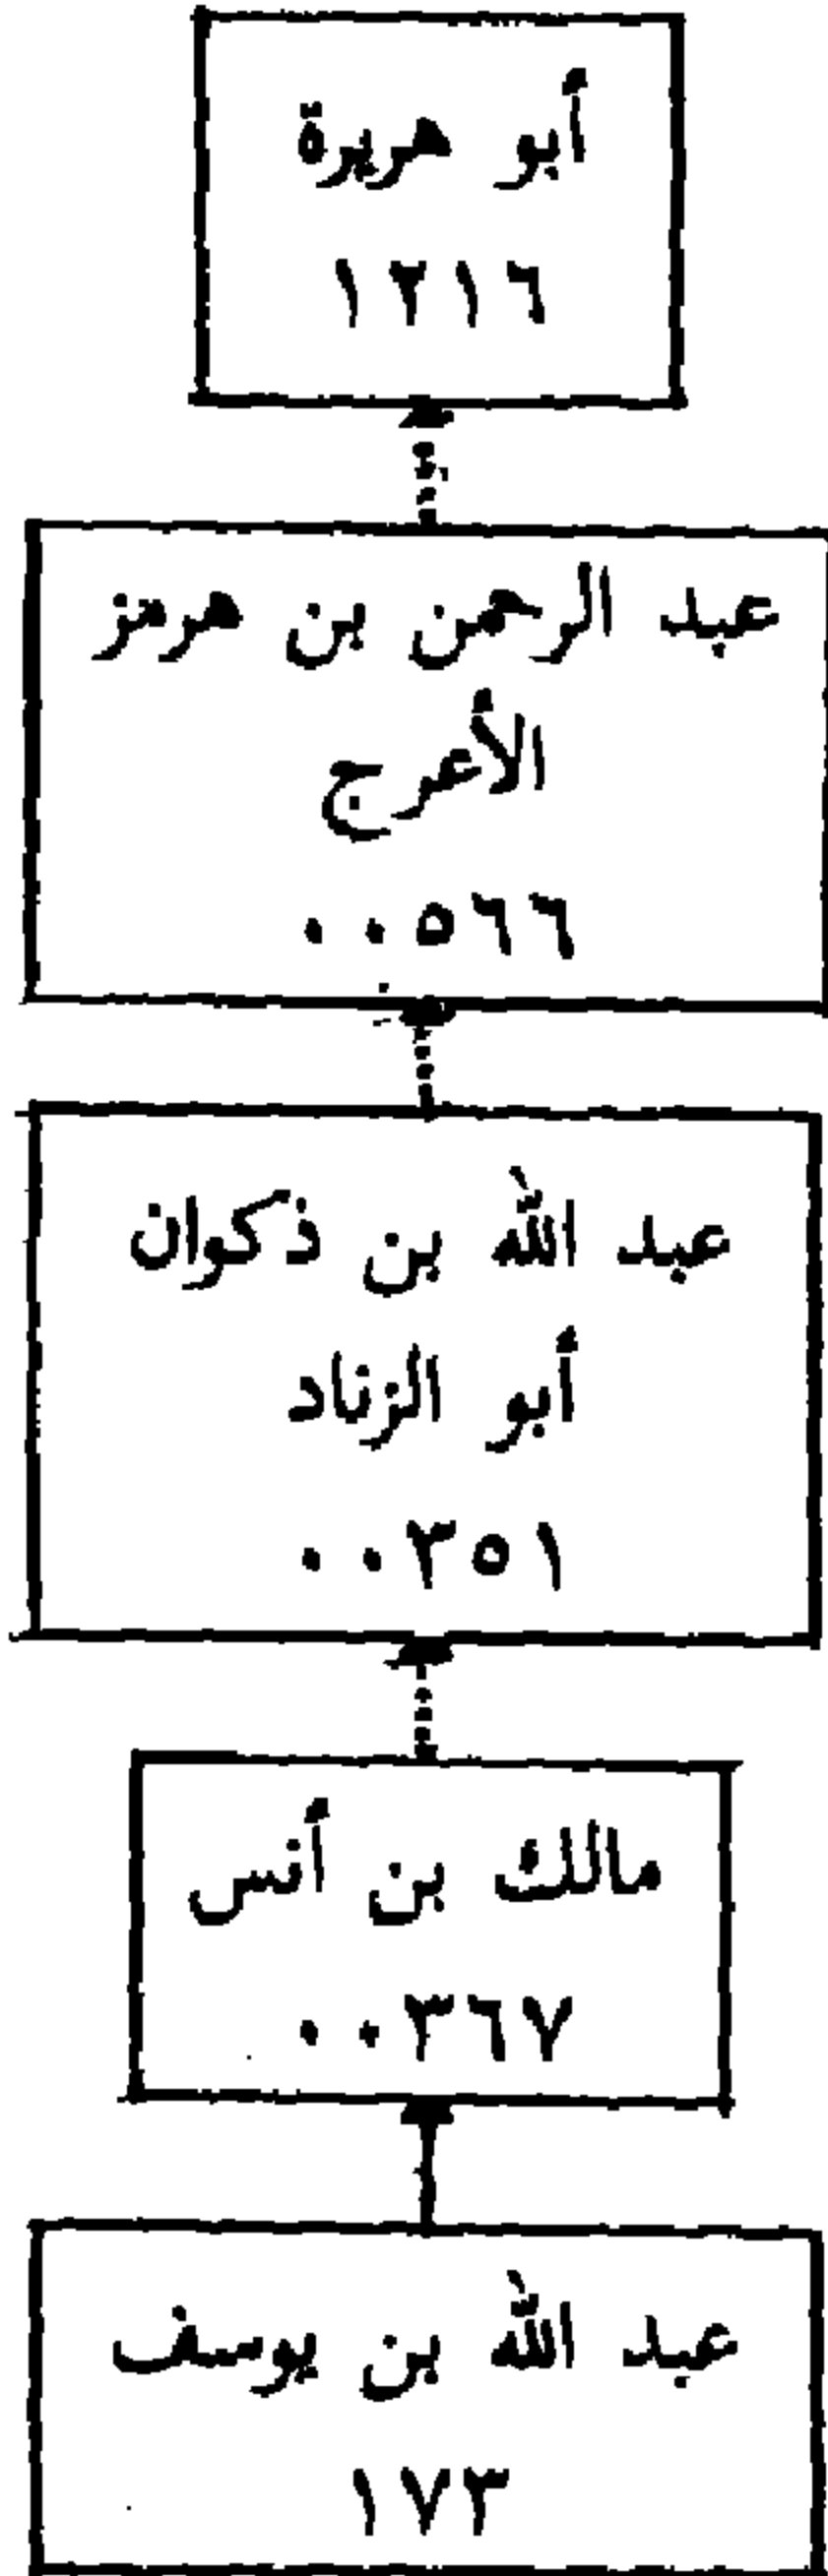 أبو هريرة
١٢١٦
عبد الرحمن بن هرمز
الأعرج
٠٠٥٦٦
عبد الله بن ذكوان
أبو الزناد
٠٠٣٥١
مالك بن أنس
٠٠٣٦٧
عبد الله بن يوسف
١٧٣